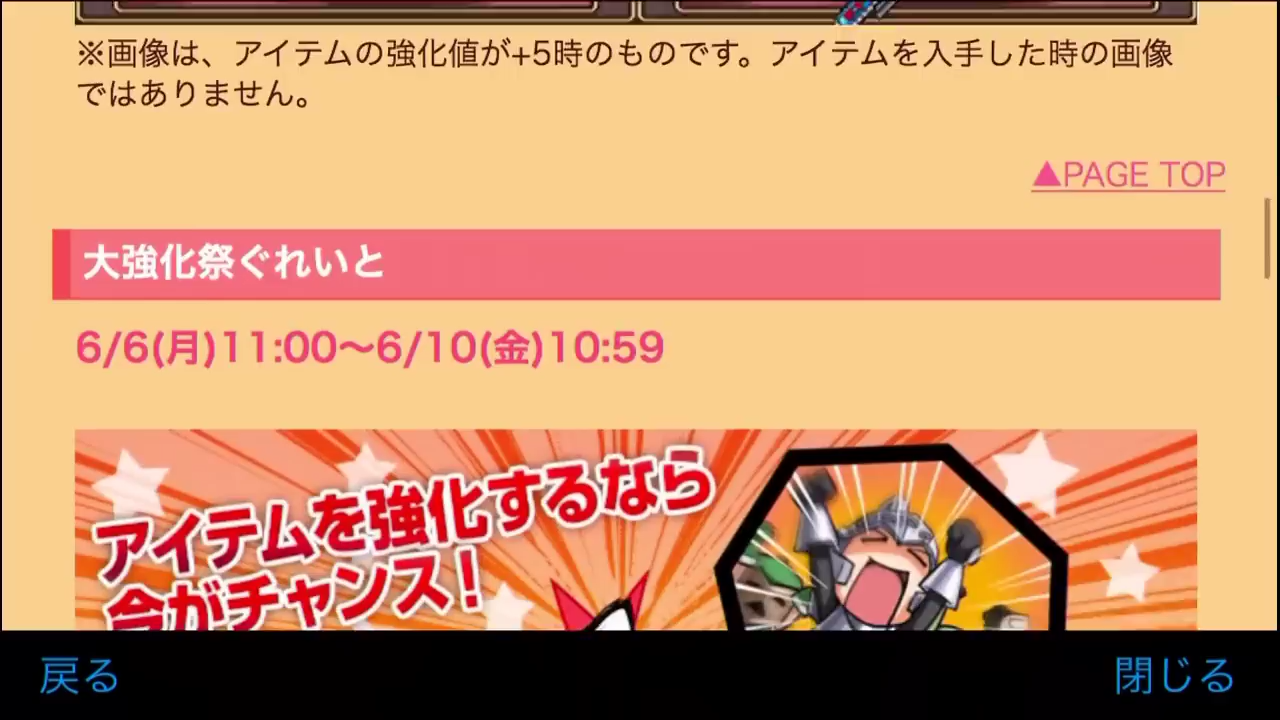 ※画像は、アイテムの強化値が+5時のものです。アイテムを入手した時の画像
ではありません。
▲PAGE TOP
大強化祭ぐれいと
6/6(月)11:00～6/10(金)10:59
アイテムを強化するなら
今がチャンス！
戻る
閉じる